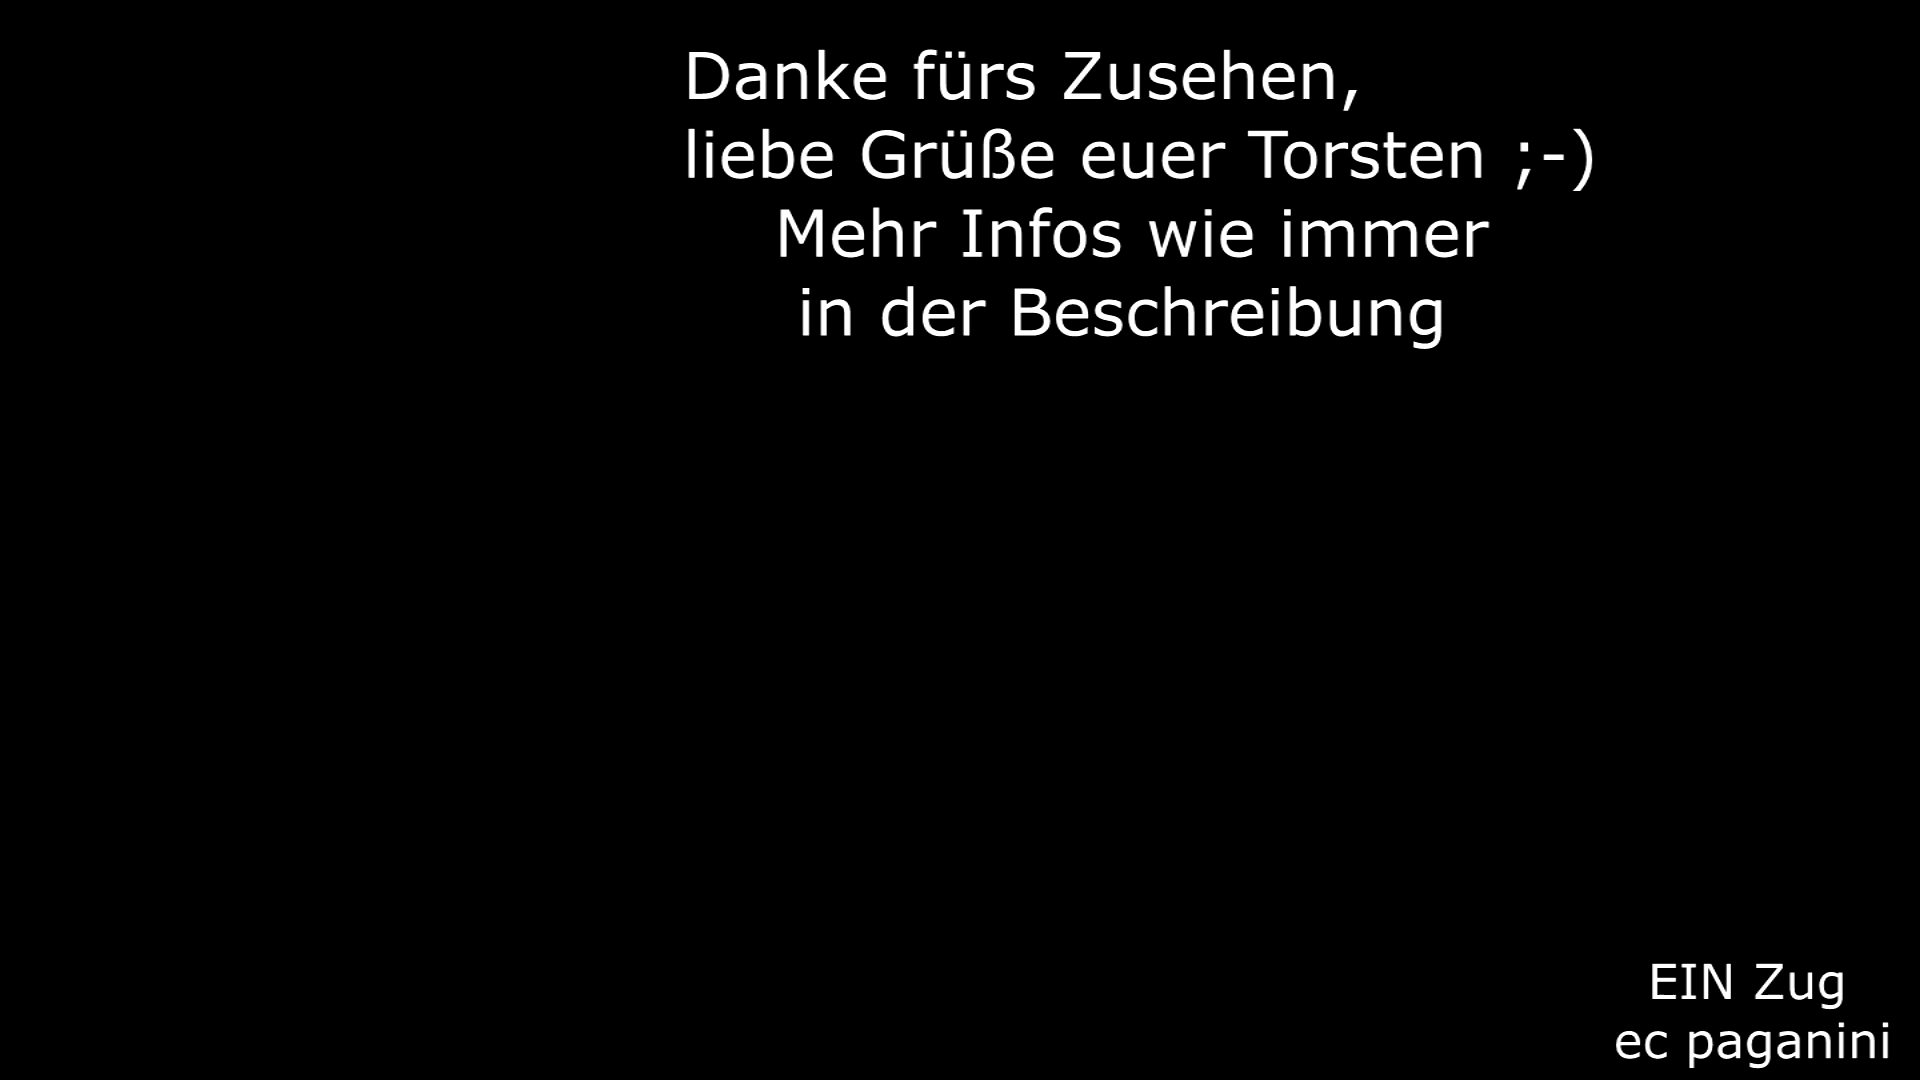 Danke fürs Zusehen,
liebe Grüße euer Torsten ;-)
Mehr Infos wie immer
in der Beschreibung
EIN Zug
ec paganini